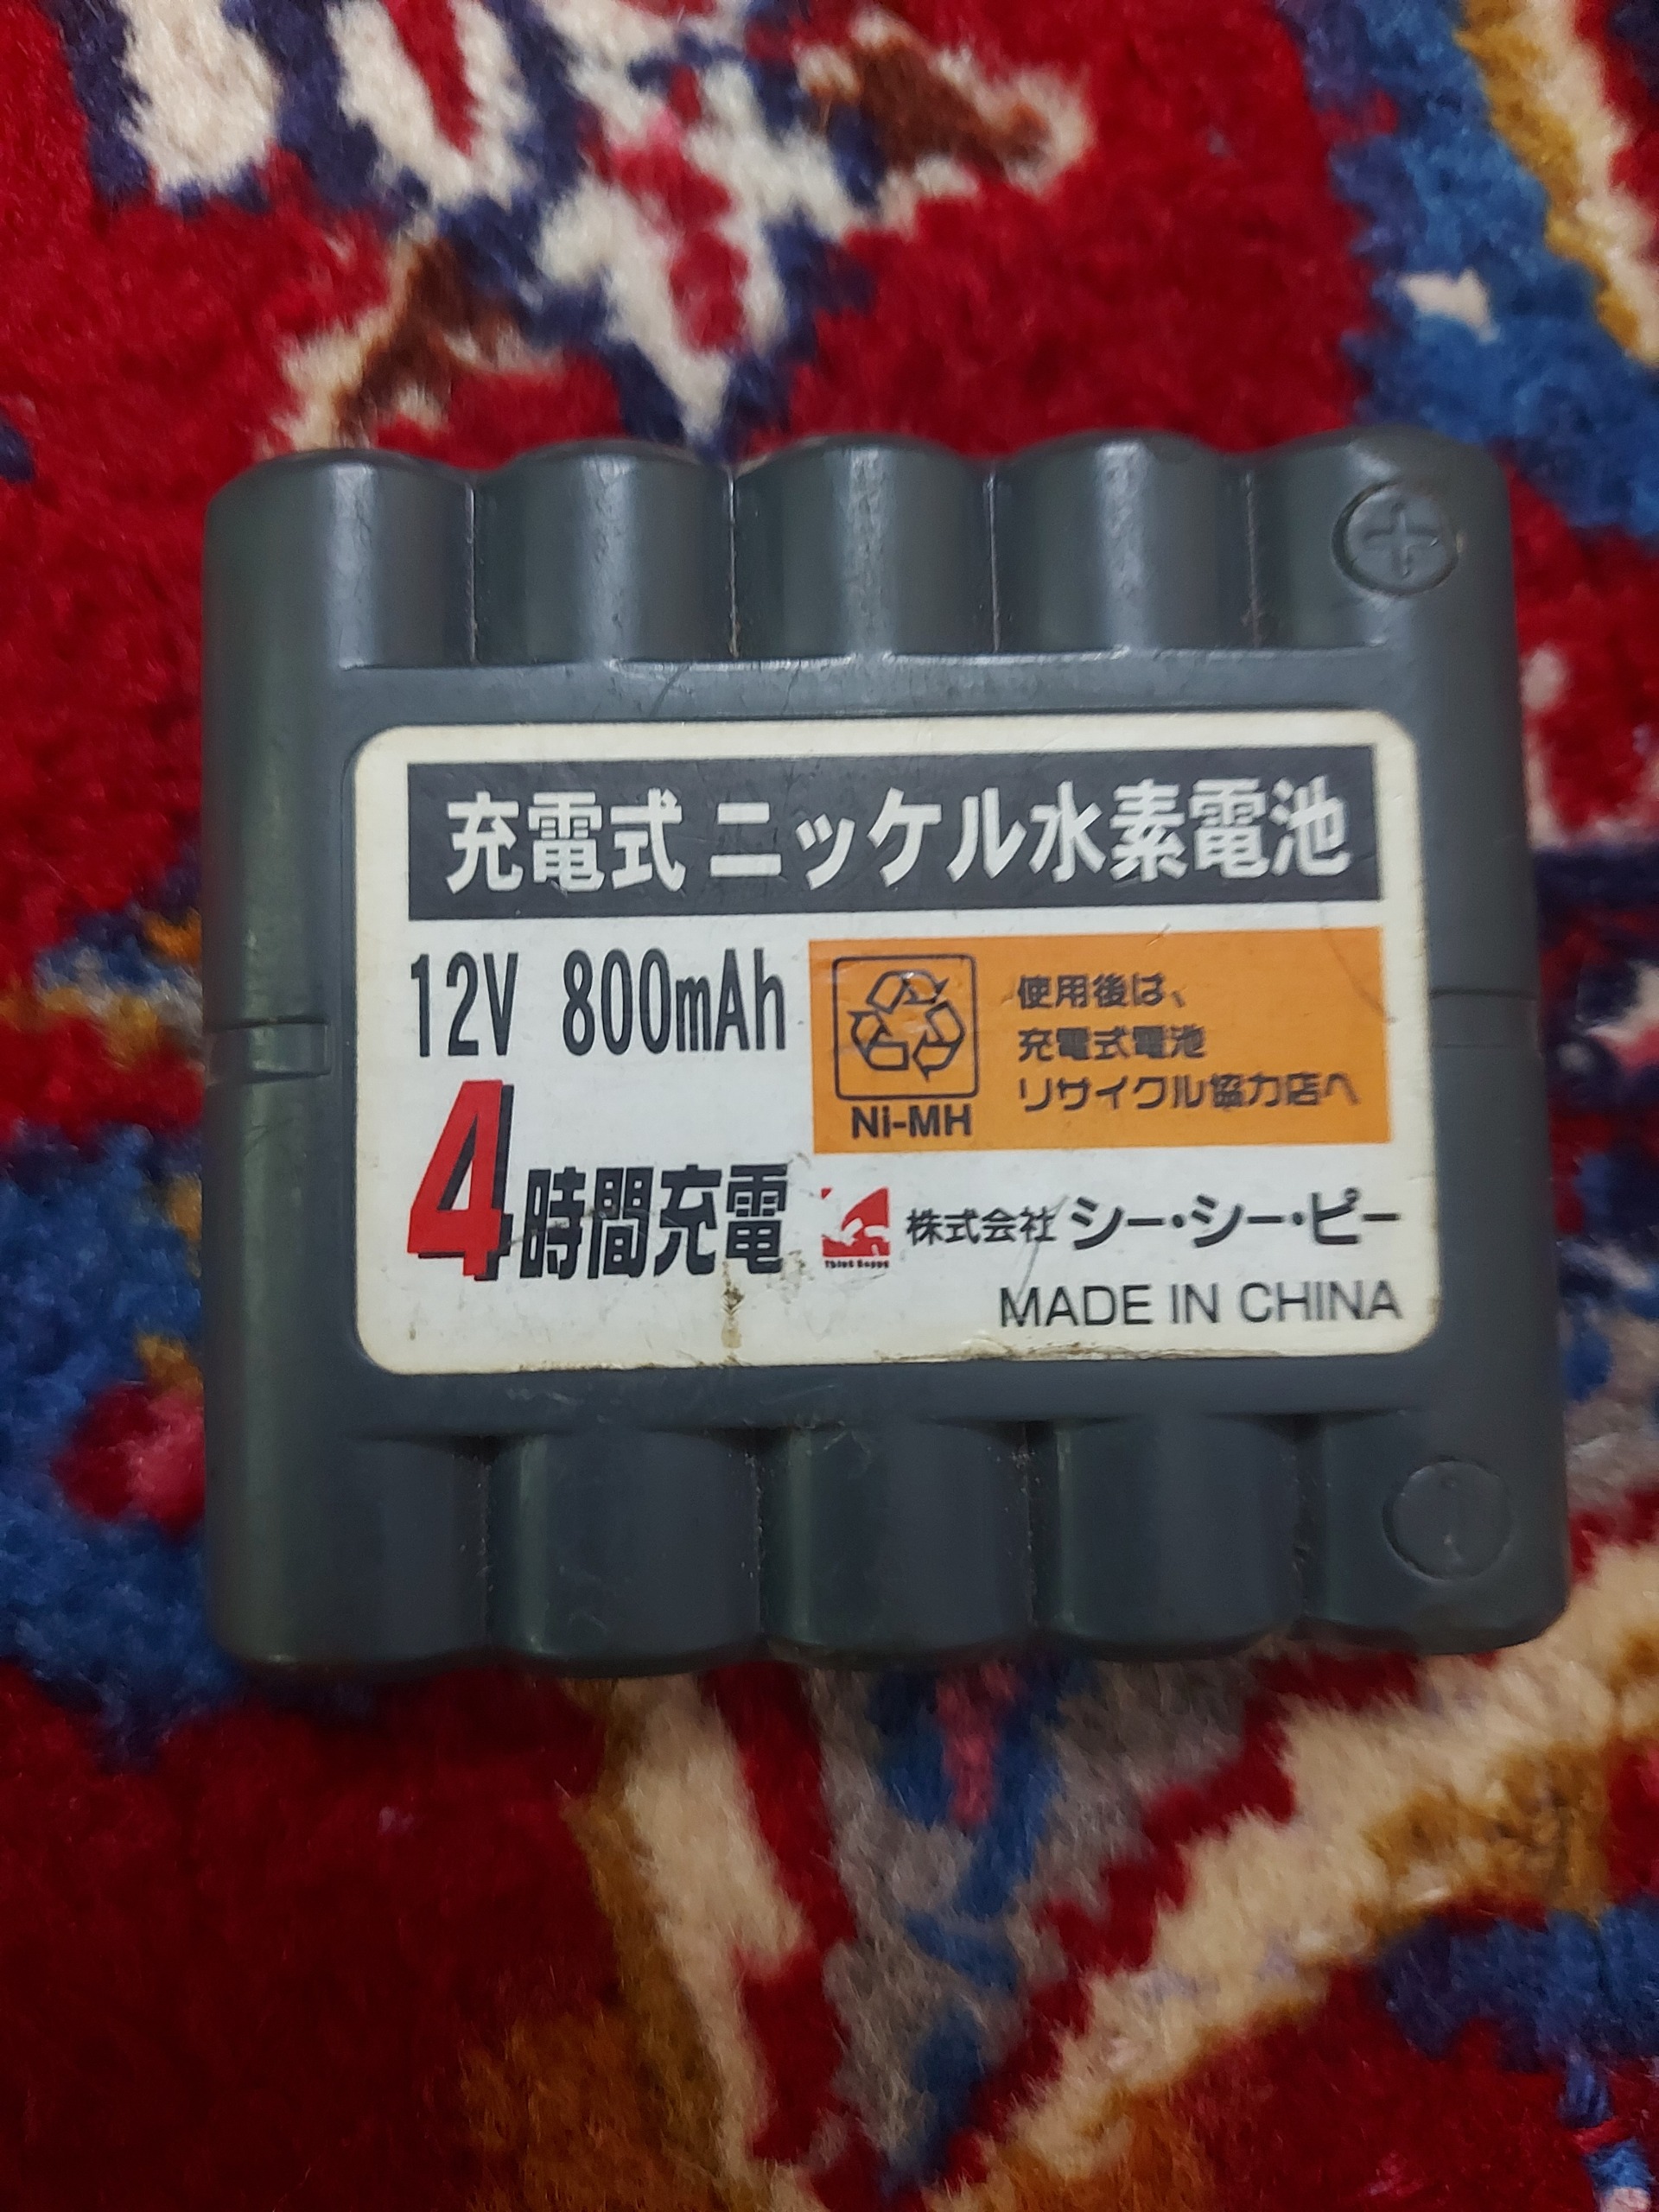 充電式 ニッケル水素電池
12V 800mAh
Ni-MH
使用後は、
充電式電池
リサイクル協力店へ
4時間充電
Think Happy
株式会社 シー・シー・ピー
MADE IN CHINA
+